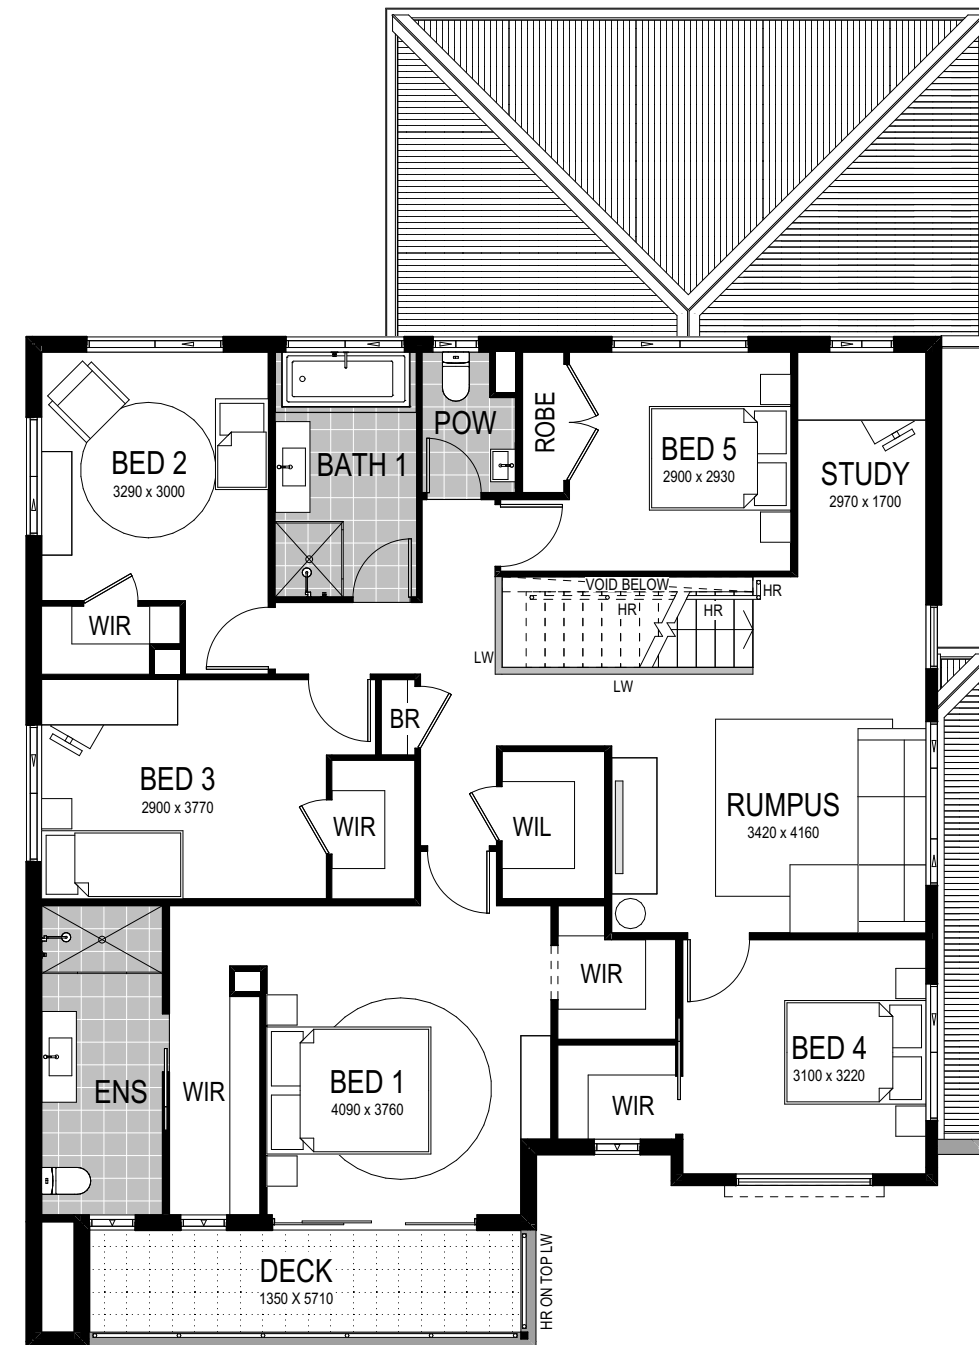 ROBE
POW
BED 2
3290 x 3000
BATH 1
BED 5
2900 x 2930
STUDY
2970 x 1700
VOID BELOW
HR
HR
HR
WIR
LW
LW
BR
BED 3
2900 x 3770
WIR
WIL
RUMPUS
3420 x 4160
WIR
BED 4
3100 x 3220
ENS
WIR
BED 1
4090 x 3760
WIR
DECK
1350 X 5710
HR ON TOP LW